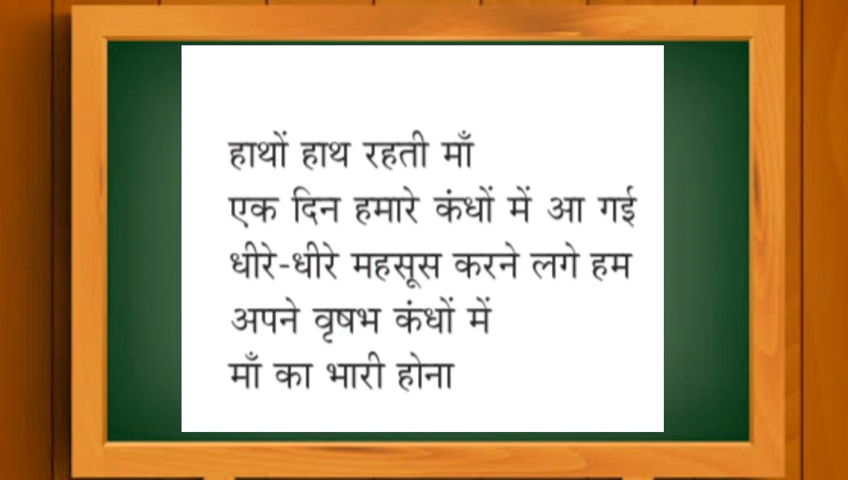 हाथों हाथ रहती माँ
एक दिन हमारे कंधों में आ गई
धीरे-धीरे महसूस करने लगे हम
अपने वृषभ कंधों में
माँ का भारी होना